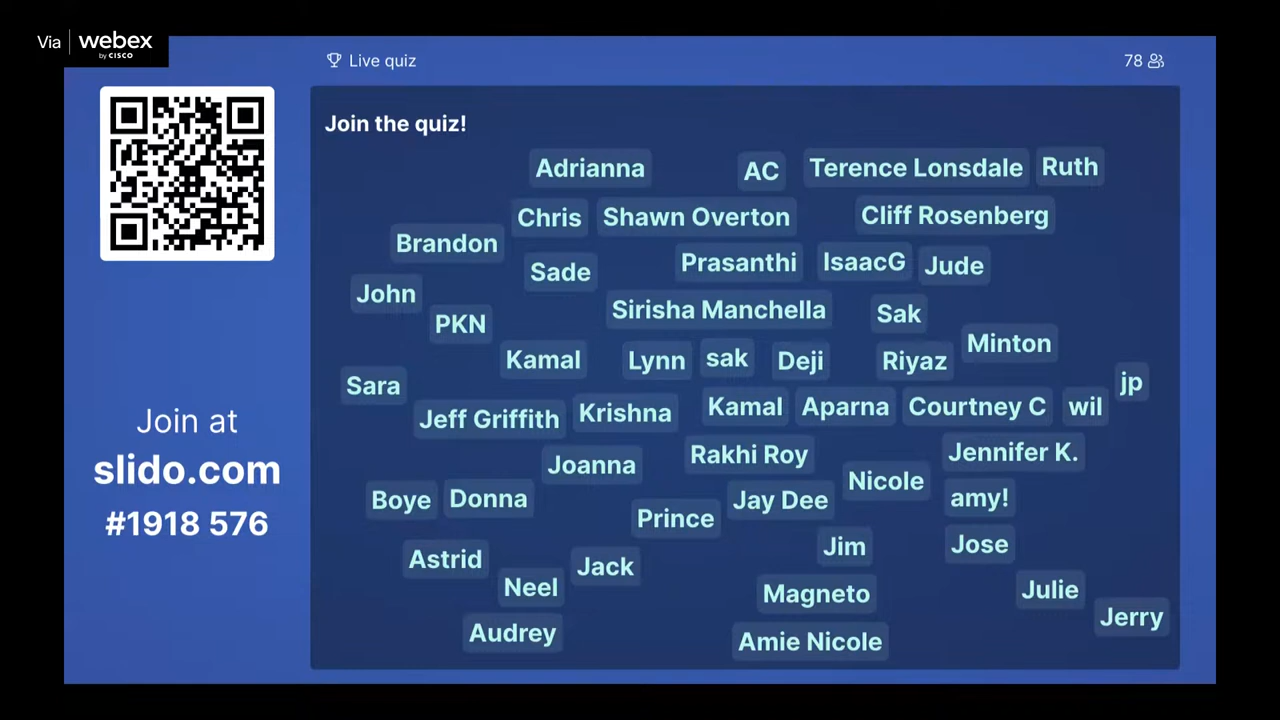 Via webex
by CISCO
Live quiz
78
Join the quiz!
Adrianna
AC
Terence Lonsdale
Ruth
Chris
Shawn Overton
Cliff Rosenberg
Brandon
Sade
Prasanthi
IsaacG
Jude
John
PKN
Sirisha Manchella
Sak
Minton
Kamal
Lynn
sak
Deji
Riyaz
Sara
jp
Jeff Griffith
Krishna
Kamal
Aparna
Courtney C
wil
Joanna
Rakhi Roy
Jennifer K.
Nicole
Boye
Donna
Prince
Jay Dee
amy!
Astrid
Jack
Jim
Jose
Neel
Magneto
Julie
Jerry
Audrey
Amie Nicole
Join at
slido.com
#1918 576